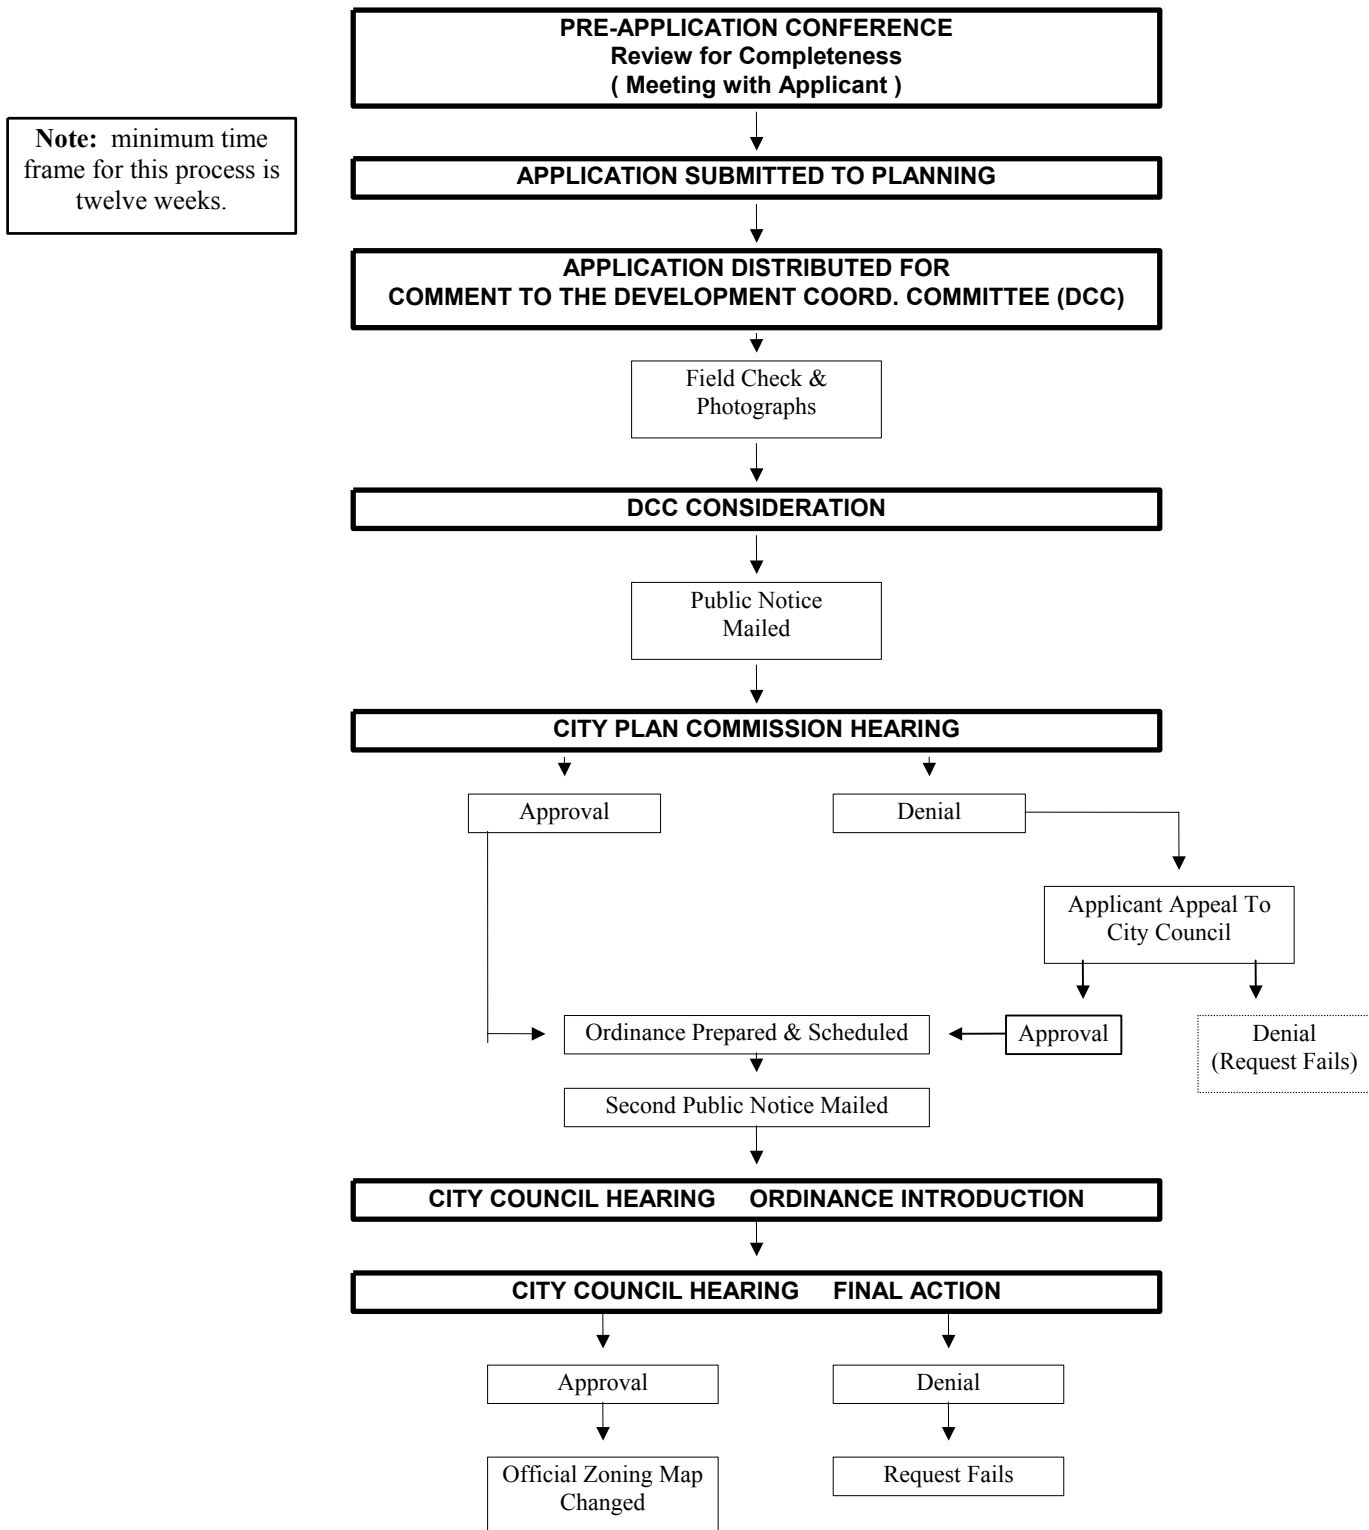 PRE-APPLICATION CONFERENCE
Review for Completeness
( Meeting with Applicant )
Note: minimum time
frame for this process is
twelve weeks.
APPLICATION SUBMITTED TO PLANNING
APPLICATION DISTRIBUTED FOR
COMMENT TO THE DEVELOPMENT COORD. COMMITTEE (DCC)
Field Check &
Photographs
DCC CONSIDERATION
Public Notice
Mailed
CITY PLAN COMMISSION HEARING
Approval
Denial
Applicant Appeal To
City Council
Ordinance Prepared & Scheduled
Approval
Denial
(Request Fails)
Second Public Notice Mailed
CITY COUNCIL HEARING ORDINANCE INTRODUCTION
CITY COUNCIL HEARING FINAL ACTION
Approval
Denial
Official Zoning Map
Changed
Request Fails